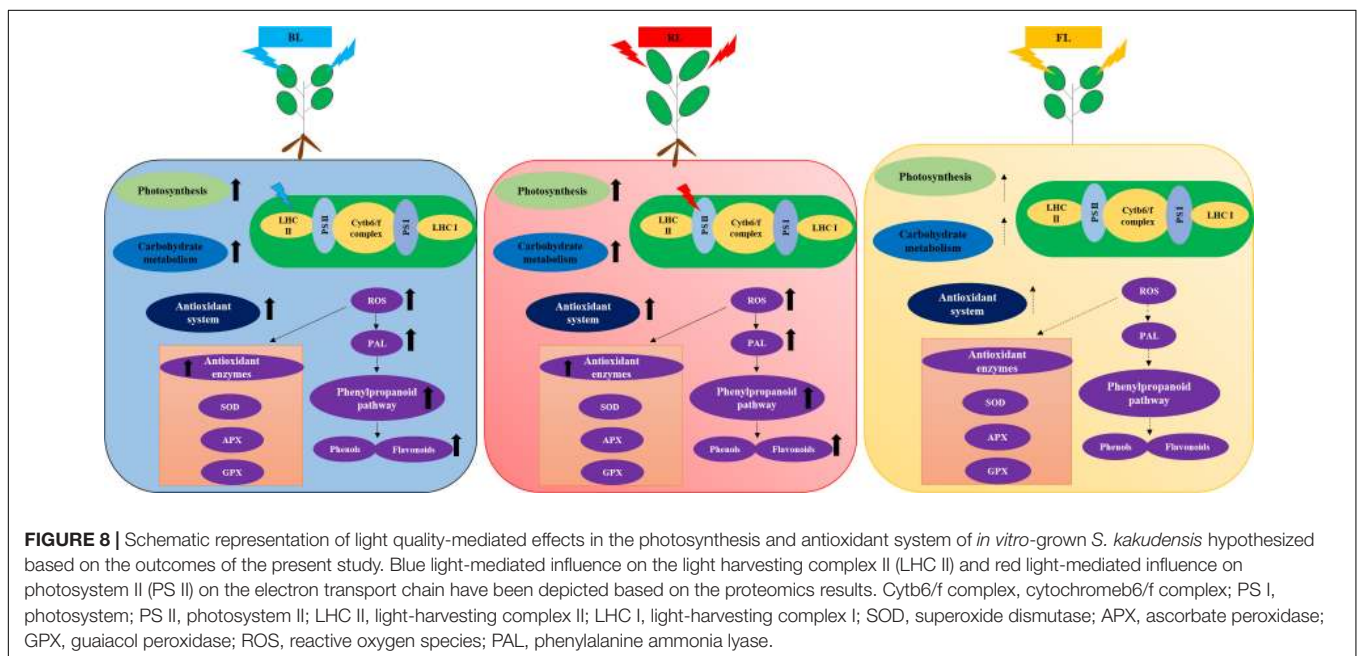 BL
RL
FL
Photosynthesis
LHC
II
PS II
Cytb6/f
complex
PS I
LHC I
Carbohydrate
metabolism
Antioxidant
system
ROS
PAL
Antioxidant
enzymes
SOD
APX
GPX
Phenylpropanoid
pathway
Phenols
Flavonoids
Photosynthesis
LHC
II
PS II
Cytb6/f
complex
PS I
LHC I
Carbohydrate
metabolism
Antioxidant
system
ROS
PAL
Antioxidant
enzymes
SOD
APX
GPX
Phenylpropanoid
pathway
Phenols
Flavonoids
Photosynthesis
LHC
II
PS II
Cytb6/f
complex
PS I
LHC I
Carbohydrate
metabolism
Antioxidant
system
ROS
PAL
Antioxidant
enzymes
SOD
APX
GPX
Phenylpropanoid
pathway
Phenols
Flavonoids
FIGURE 8 | Schematic representation of light quality-mediated effects in the photosynthesis and antioxidant system of in vitro-grown S. kakudensis hypothesized
based on the outcomes of the present study. Blue light-mediated influence on the light harvesting complex II (LHC II) and red light-mediated influence on
photosystem II (PS II) on the electron transport chain have been depicted based on the proteomics results. Cytb6/f complex, cytochromeb6/f complex; PS I,
photosystem; PS II, photosystem II; LHC II, light-harvesting complex II; LHC I, light-harvesting complex I; SOD, superoxide dismutase; APX, ascorbate peroxidase;
GPX, guaiacol peroxidase; ROS, reactive oxygen species; PAL, phenylalanine ammonia lyase.